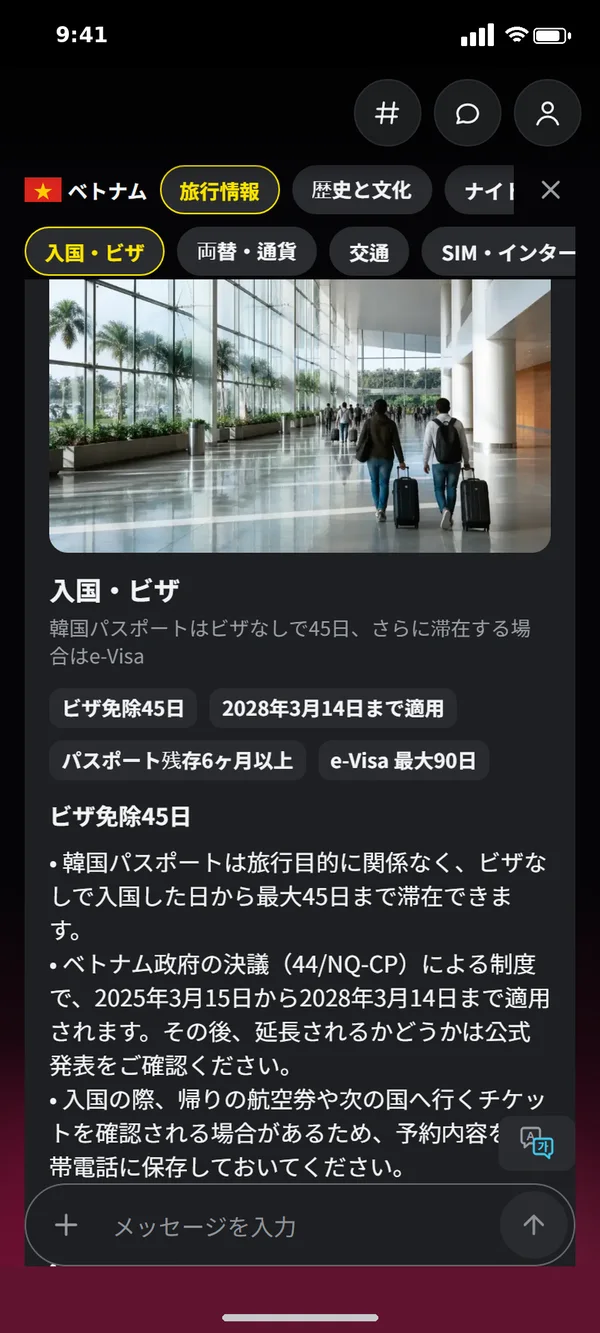 9:41
ベトナム
旅行情報
歴史と文化
ナイト
入国・ビザ
両替・通貨
交通
SIM・インター
入国・ビザ
韓国パスポートはビザなしで45日、さらに滞在する場
合はe-Visa
ビザ免除45日
2028年3月14日まで適用
パスポート残存6ヶ月以上
e-Visa 最大90日
ビザ免除45日
• 韓国パスポートは旅行目的に関係なく、ビザな
しで入国した日から最大45日まで滞在できま
す。
• ベトナム政府の決議（44/NQ-CP）による制度
で、2025年3月15日から2028年3月14日まで適用
されます。その後、延長されるかどうかは公式
発表をご確認ください。
• 入国の際、帰りの航空券や次の国へ行くチケッ
トを確認される場合があるため、予約内容を
帯電話に保存しておいてください。
A
가
メッセージを入力